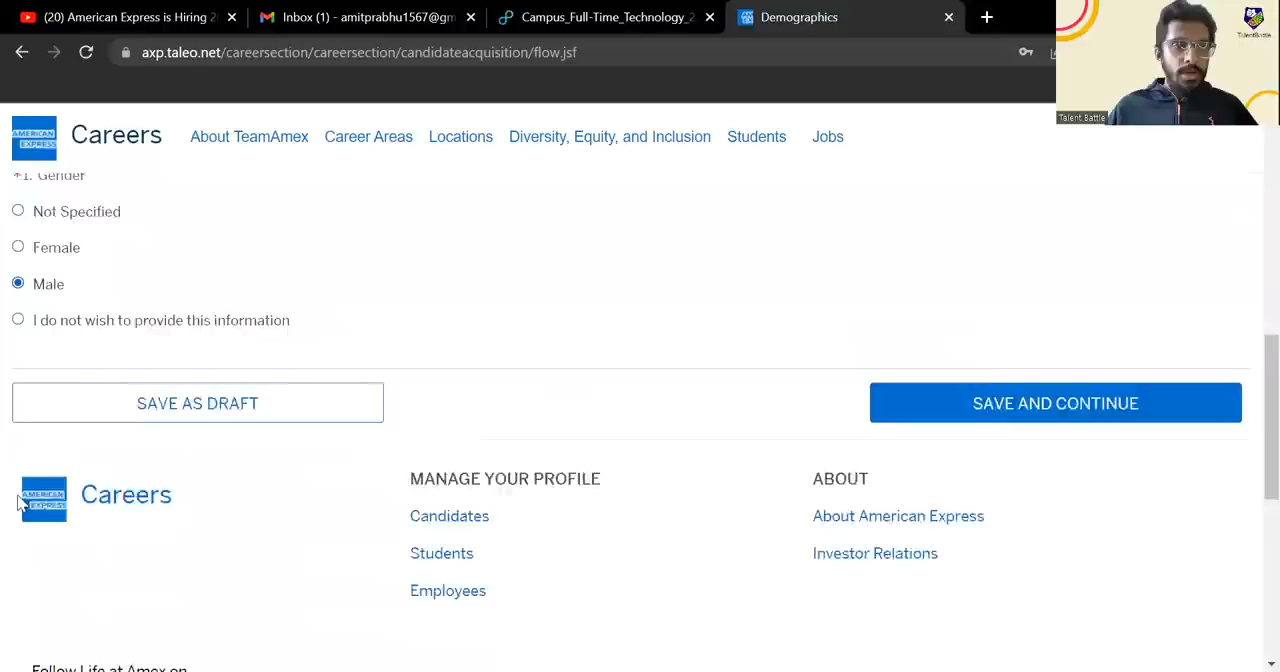 (20) American Express is Hiring 2
Inbox (1) - amitprabhu1567@gm
Campus_Full-Time_Technology_2
Demographics
axp.taleo.net/careersection/careersection/candidateacquisition/flow.jsf
TalentBattle
Talent Battle
AMERICAN
EXPRESS
Careers
About TeamAmex
Career Areas
Locations
Diversity, Equity, and Inclusion
Students
Jobs
*1. Gender
Not Specified
Female
Male
I do not wish to provide this information
SAVE AS DRAFT
SAVE AND CONTINUE
AMERICAN
EXPRESS
Careers
MANAGE YOUR PROFILE
Candidates
Students
Employees
ABOUT
About American Express
Investor Relations
Follow Life at Amex on